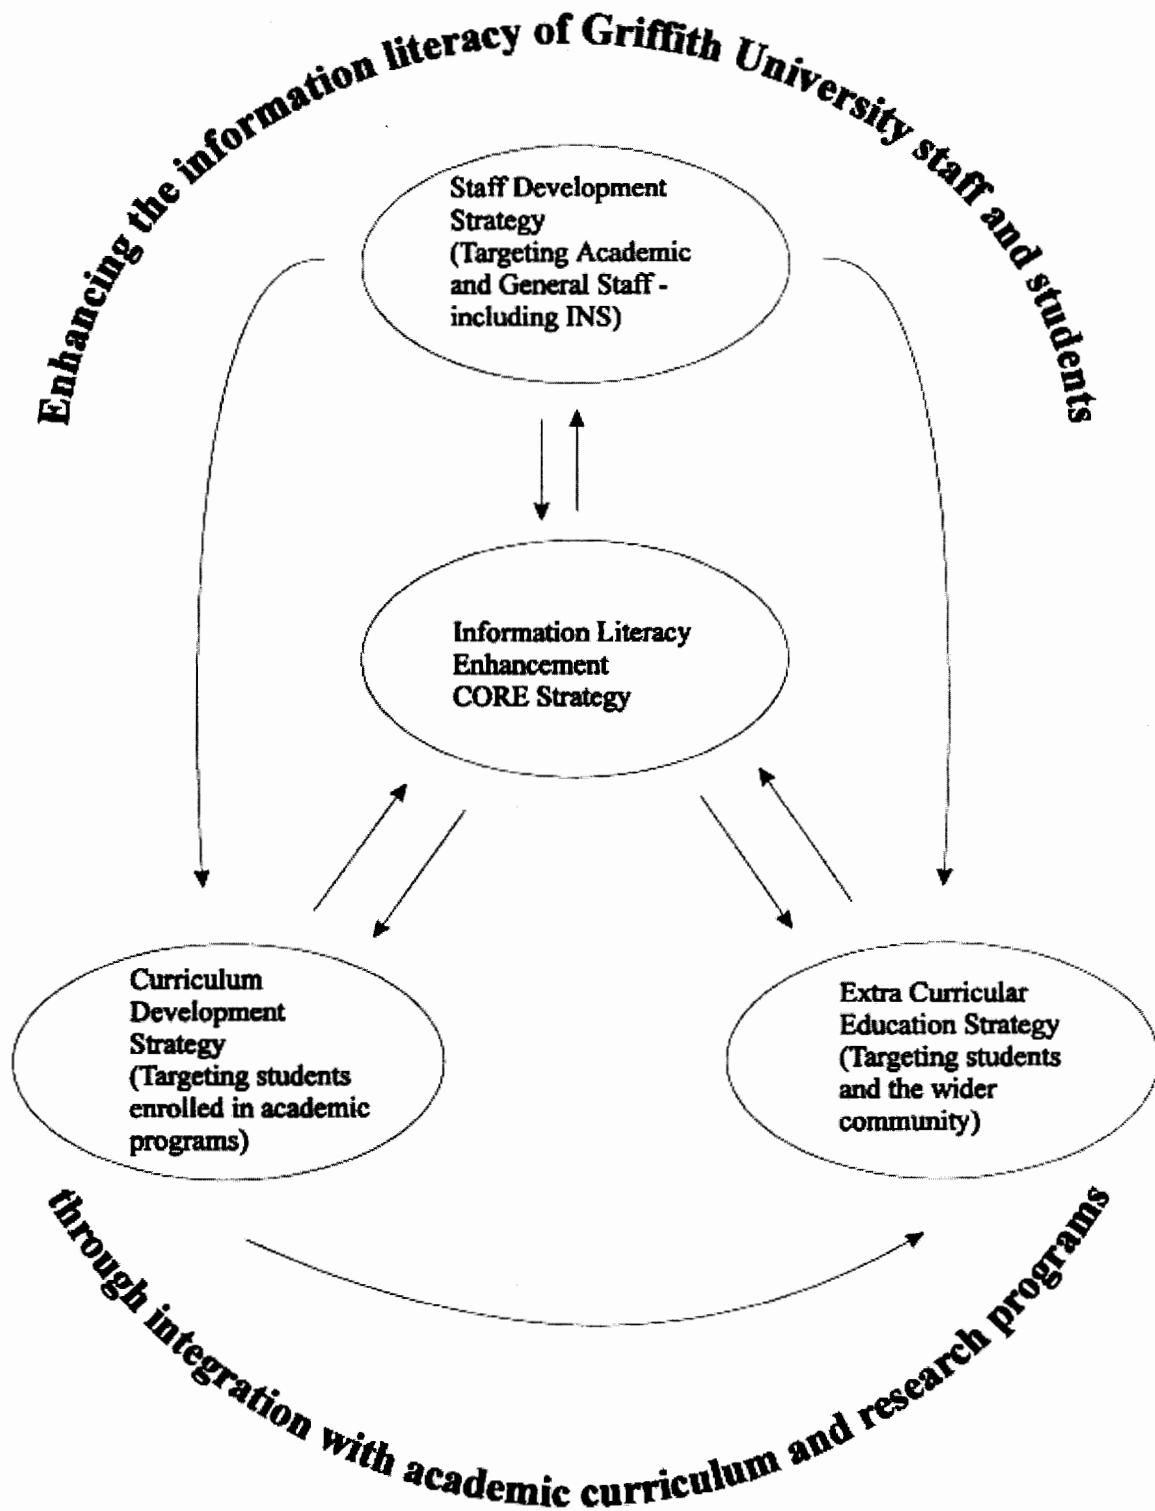 Enhancing the information literacy of Griffith University staff and students
Staff Development
Strategy
(Targeting Academic
and General Staff -
including INS)
Information Literacy
Enhancement
CORE Strategy
Curriculum
Development
Strategy
(Targeting students
enrolled in academic
programs)
Extra Curricular
Education Strategy
(Targeting students
and the wider
community)
through integration with academic curriculum and research programs